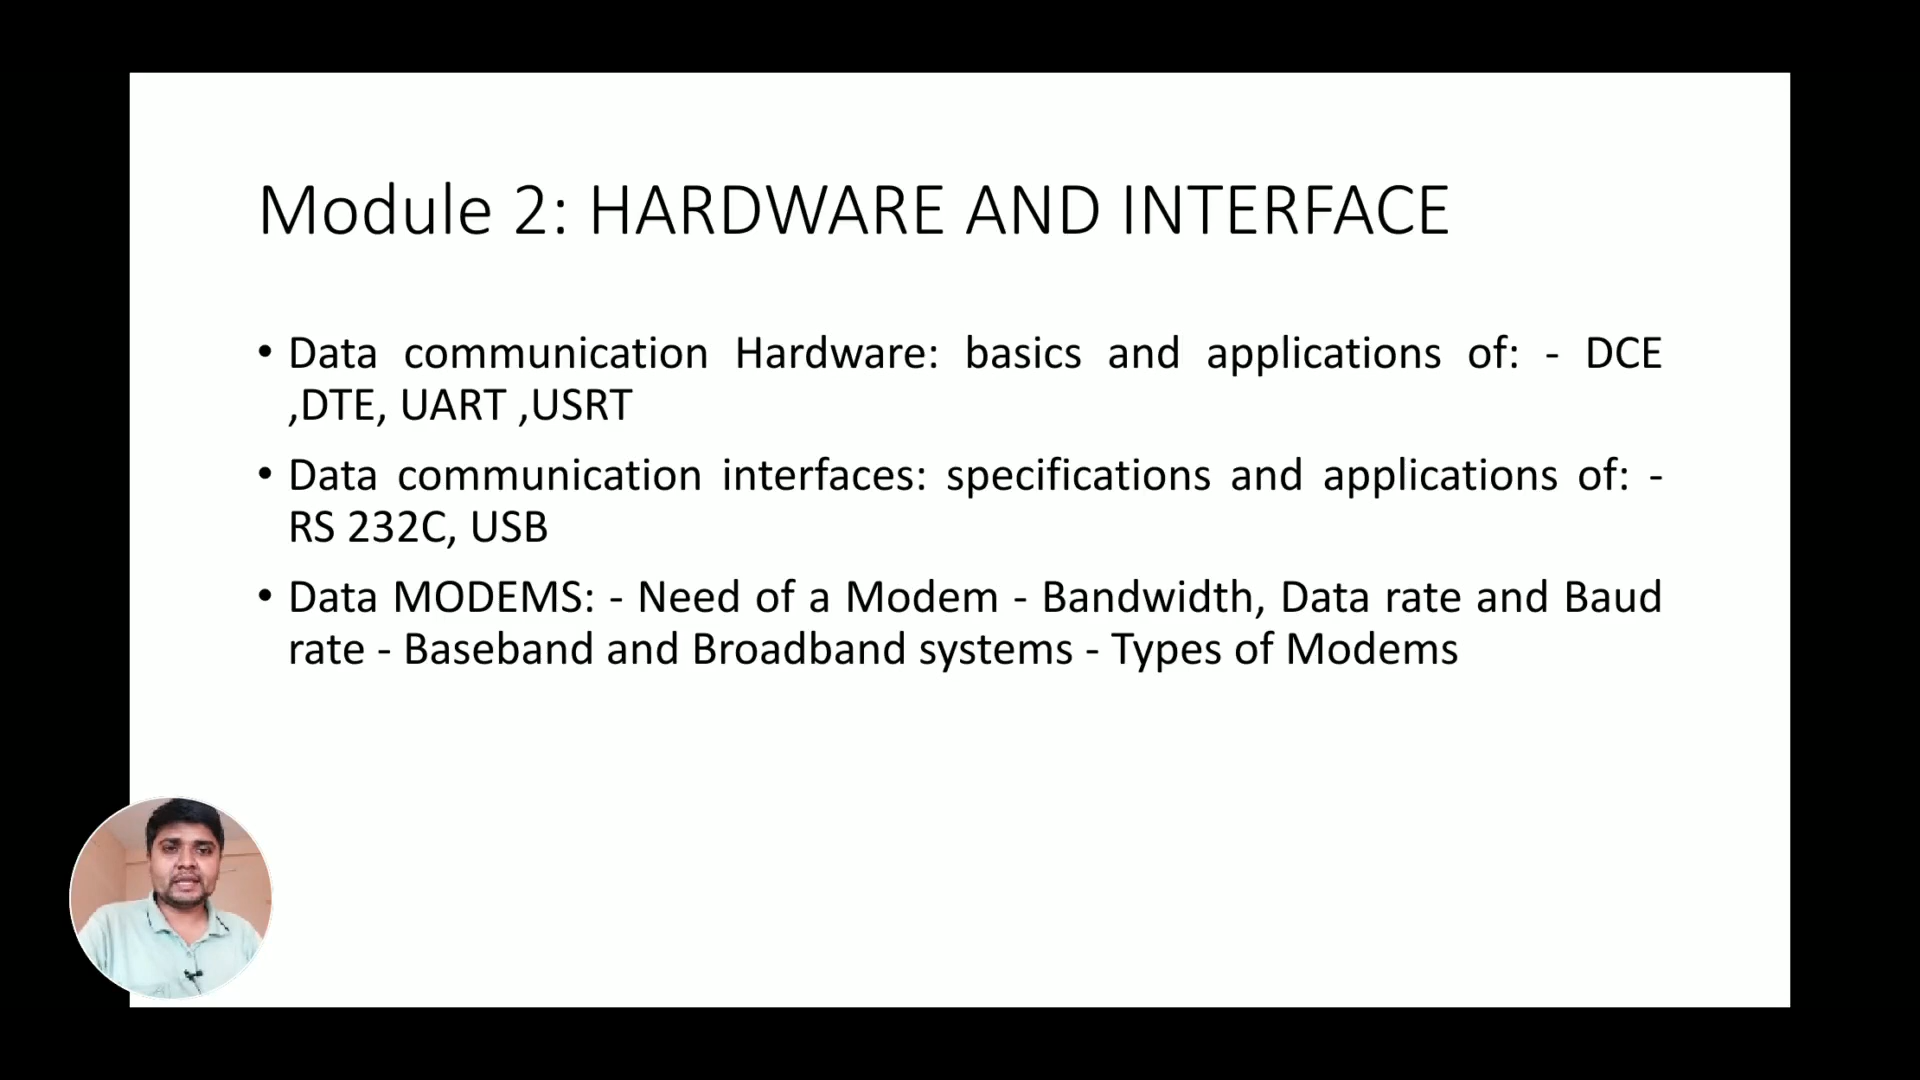 Module 2: HARDWARE AND INTERFACE
• Data communication Hardware: basics and applications of: - DCE
,DTE, UART ,USRT
• Data communication interfaces: specifications and applications of: -
RS 232C, USB
• Data MODEMS: - Need of a Modem - Bandwidth, Data rate and Baud
rate - Baseband and Broadband systems - Types of Modems